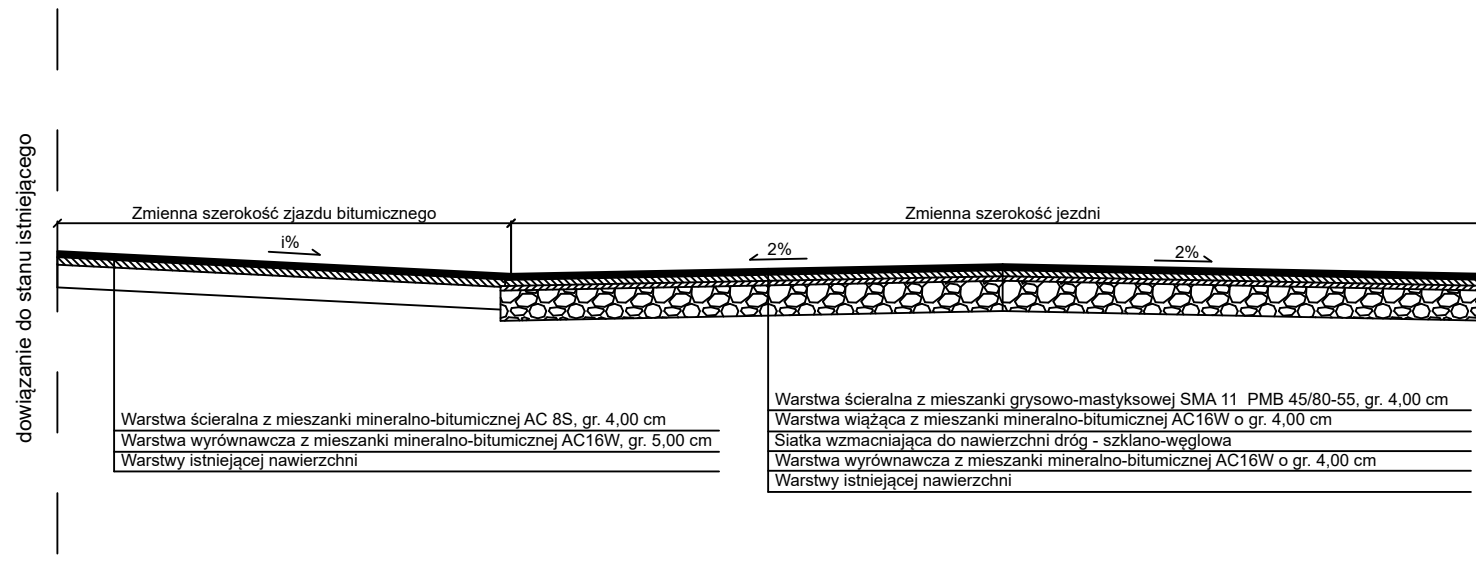 dowiązanie do stanu istniejącego
Zmienna szerokość zjazdu bitumicznego
Zmienna szerokość jezdni
i%
2%
2%
Warstwa ścieralna z mieszanki mineralno-bitumicznej AC 8S, gr. 4,00 cm
Warstwa wyrównawcza z mieszanki mineralno-bitumicznej AC16W, gr. 5,00 cm
Warstwy istniejącej nawierzchni
Warstwa ścieralna z mieszanki grysowo-mastyksowej SMA 11 PMB 45/80-55, gr. 4,00 cm
Warstwa wiążąca z mieszanki mineralno-bitumicznej AC16W o gr. 4,00 cm
Siatka wzmacniająca do nawierzchni dróg - szklano-węglowa
Warstwa wyrównawcza z mieszanki mineralno-bitumicznej AC16W o gr. 4,00 cm
Warstwy istniejącej nawierzchni